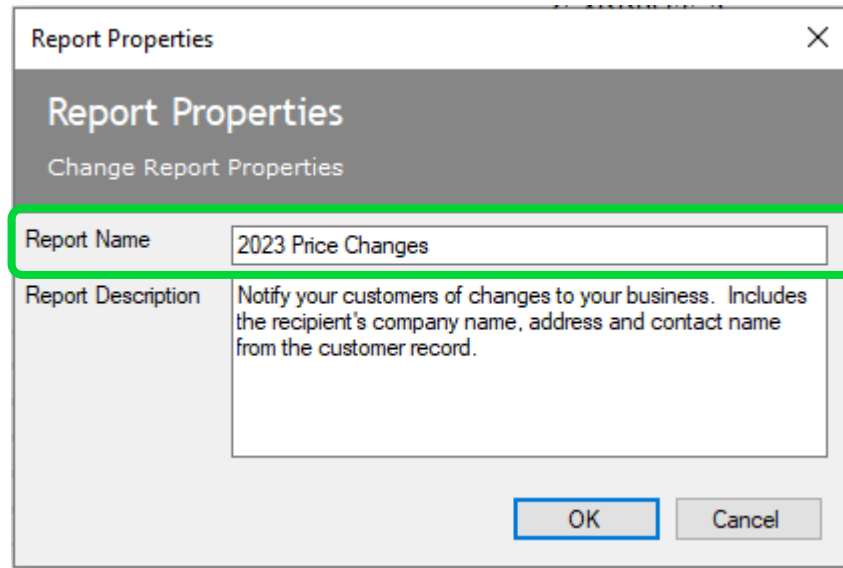 Report Properties
Report Properties
Change Report Properties
Report Name
2023 Price Changes
Report Description
Notify your customers of changes to your business.  Includes
the recipient's company name, address and contact name
from the customer record.
OK
Cancel